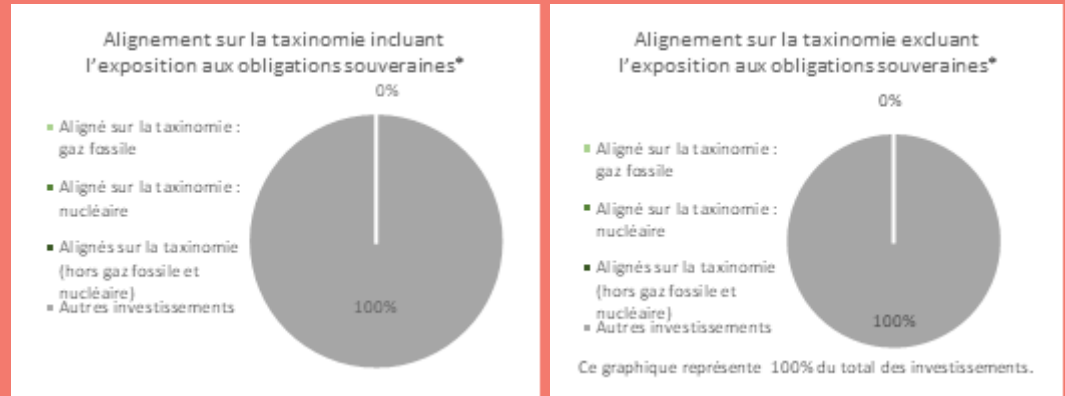 Alignement sur la taxinomie incluant
l'exposition aux obligations souveraines*
0%
Aligné sur la taxinomie :
gaz fossile
Aligné sur la taxinomie :
nucléaire
Alignés sur la taxinomie
(hors gaz fossile et
nucléaire)
Autres investissements
100%
Alignement sur la taxinomie excluant
l'exposition aux obligations souveraines*
0%
Aligné sur la taxinomie :
gaz fossile
Aligné sur la taxinomie :
nucléaire
Alignés sur la taxinomie
(hors gaz fossile et
nucléaire)
Autres investissements
100%
Ce graphique représente 100% du total des investissements.